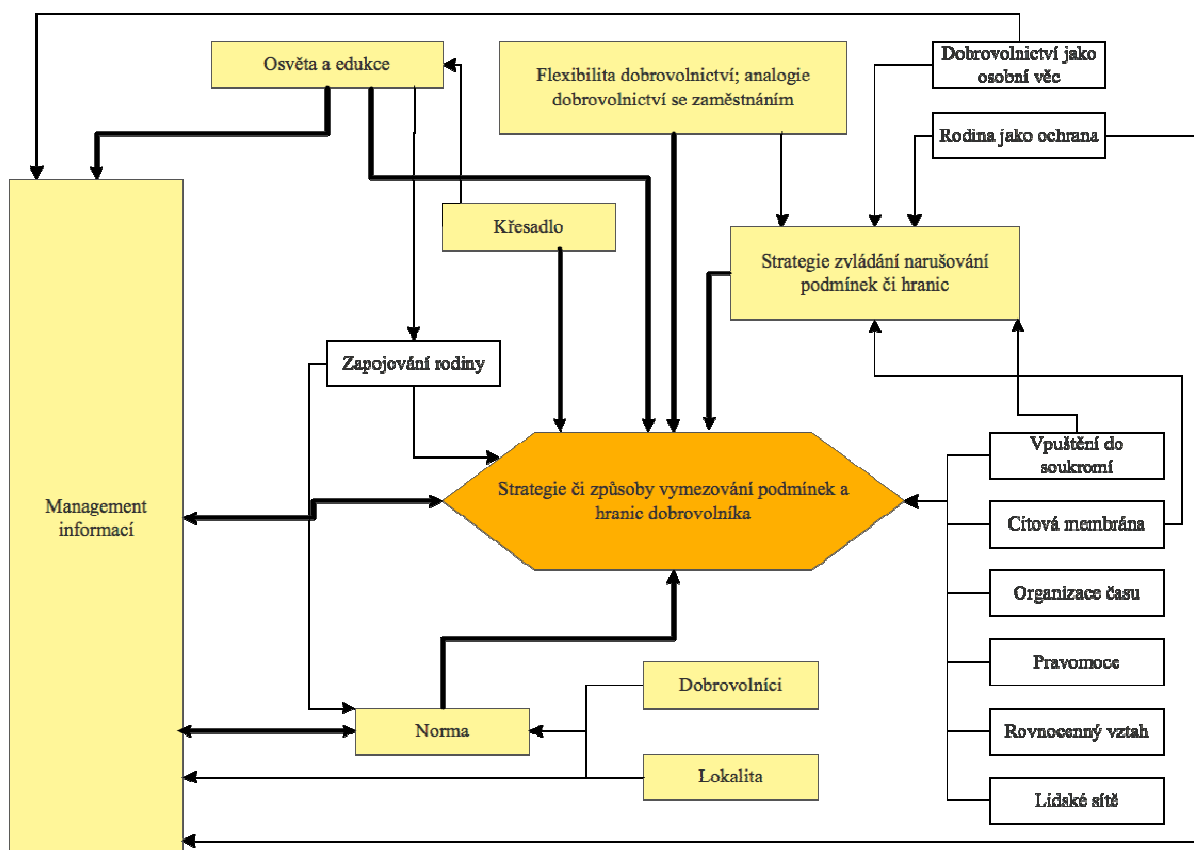 Osvěta a edukce
Flexibilita dobrovolnictví; analogie
dobrovolnictví se zaměstnáním
Dobrovolnictví jako
osobní věc
Rodina jako ochrana
Křesadlo
Strategie zvládání narušování
podmínek či hranic
Zapojování rodiny
Management
informací
Strategie či způsoby vymezování podmínek a
hranic dobrovolníka
Vpuštění do
soukromí
Citová membrána
Organizace času
Pravomoce
Rovnocenný vztah
Lidské sítě
Dobrovolníci
Norma
Lokalita